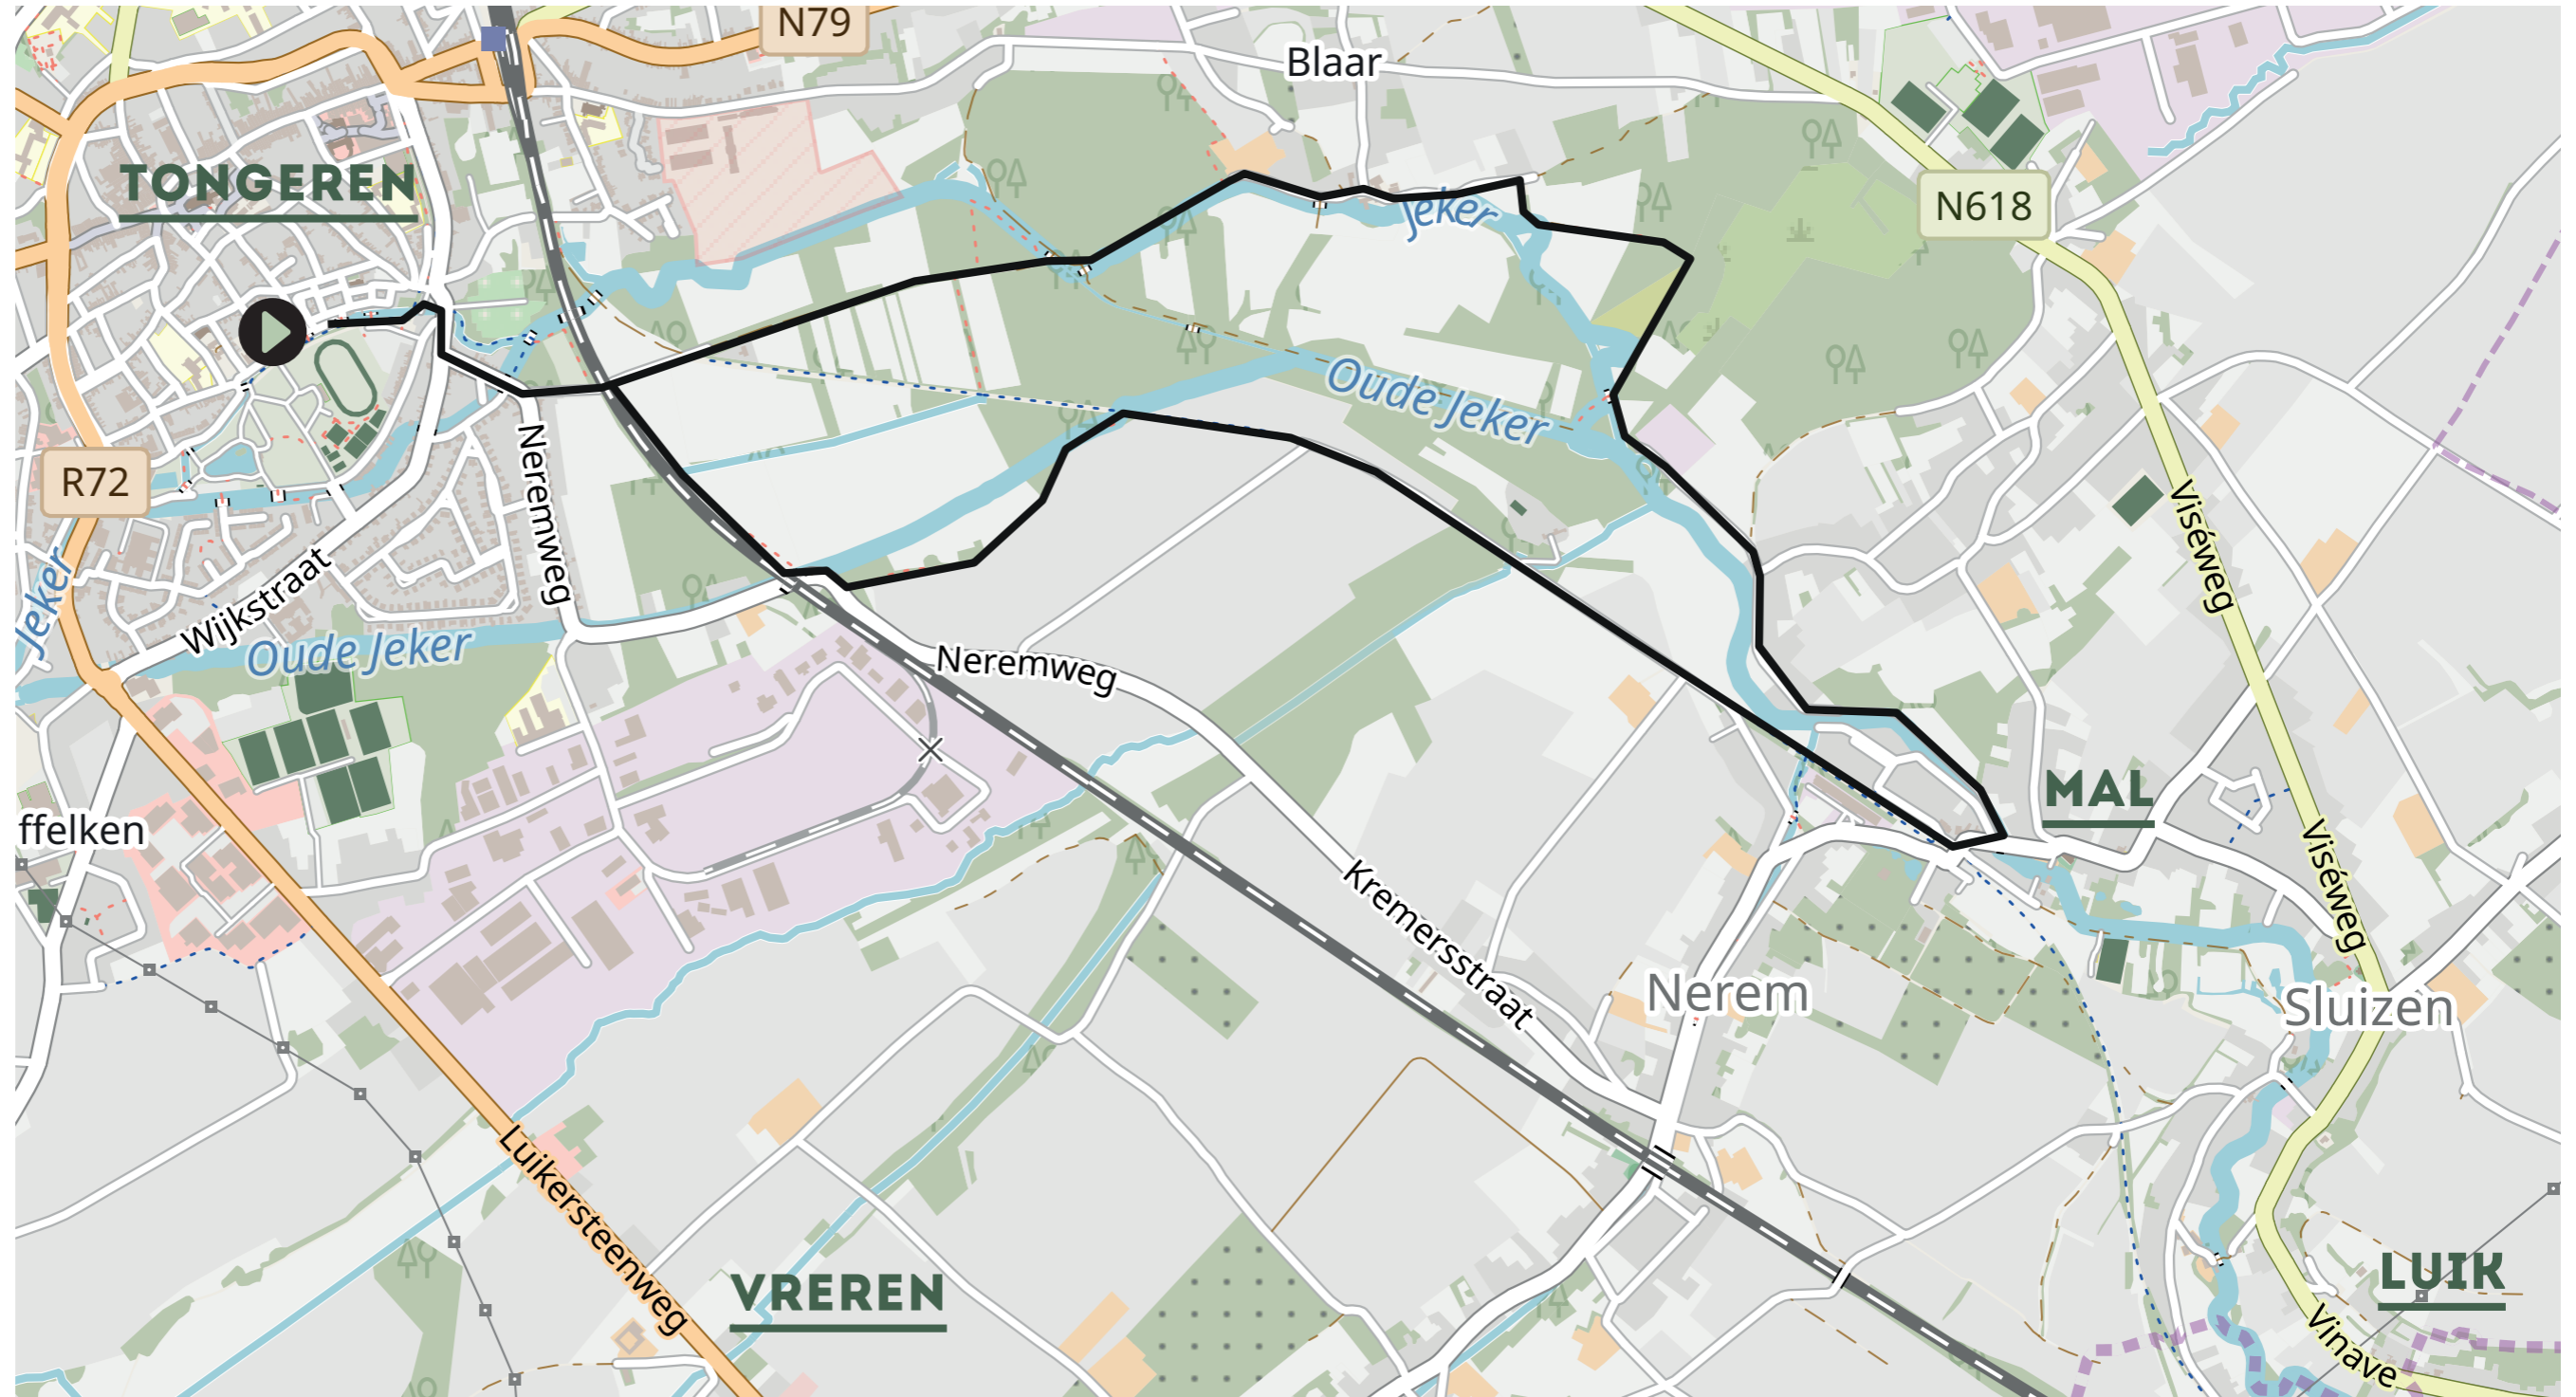 N79
Blaar
TONGEREN
Jeker
N618
Oude Jeker
R72
Neremweg
Viséweg
Wijkstraat
Jeker
Oude Jeker
Neremweg
MAL
ffelken
Viséweg
Kremersstraat
Nerem
Sluizen
Luikersteenweg
VREREN
LUIK
Vinave